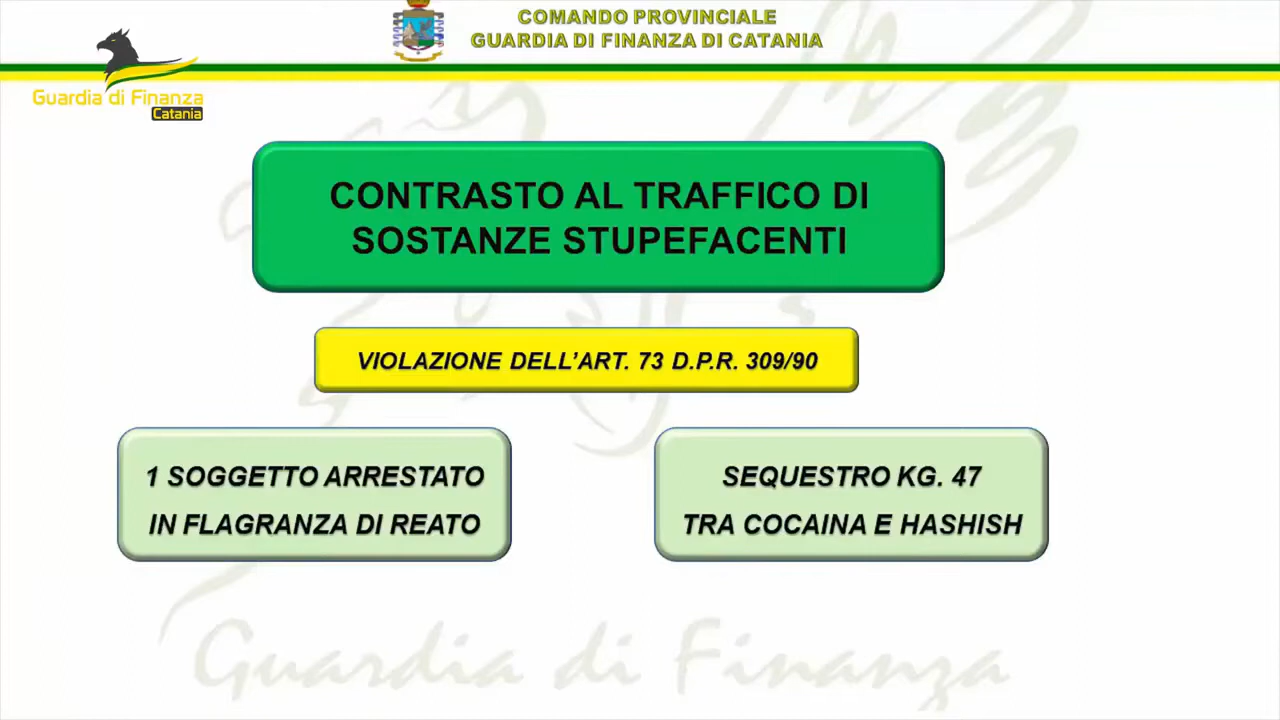 COMANDO PROVINCIALE
GUARDIA DI FINANZA DI CATANIA
Guardia di Finanza
Catania
CONTRASTO AL TRAFFICO DI
SOSTANZE STUPEFACENTI
VIOLAZIONE DELL'ART. 73 D.P.R. 309/90
1 SOGGETTO ARRESTATO
IN FLAGRANZA DI REATO
SEQUESTRO KG. 47
TRA COCAINA E HASHISH
Guardia di Finanza